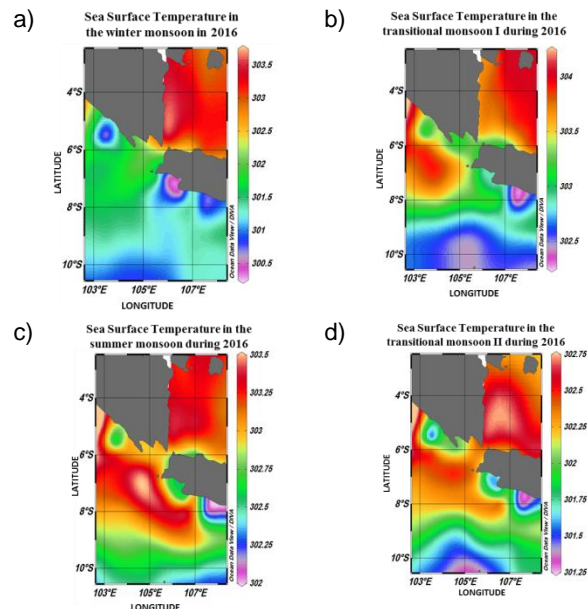 a)
Sea Surface Temperature in
the winter monsoon in 2016
303.5
303
302.5
302
301.5
301
300.5
4°S
6°S
8°S
10°S
LATITUDE
Ocean Data View / DIVA
103°E
105°E
107°E
LONGITUDE
b)
Sea Surface Temperature in the
transitional monsoon I during 2016
304
303.5
303
302.5
302
4°S
6°S
8°S
10°S
LATITUDE
Ocean Data View / DIVA
103°E
105°E
107°E
LONGITUDE
c)
Sea Surface Temperature in the
summer monsoon during 2016
303.5
303.25
303
302.75
302.5
302.25
302
4°S
6°S
8°S
10°S
LATITUDE
Ocean Data View / DIVA
103°E
105°E
107°E
LONGITUDE
d)
Sea Surface Temperature in the
transitional monsoon II during 2016
302.75
302.5
302.25
302
301.75
301.5
301.25
4°S
6°S
8°S
10°S
LATITUDE
Ocean Data View / DIVA
103°E
105°E
107°E
LONGITUDE